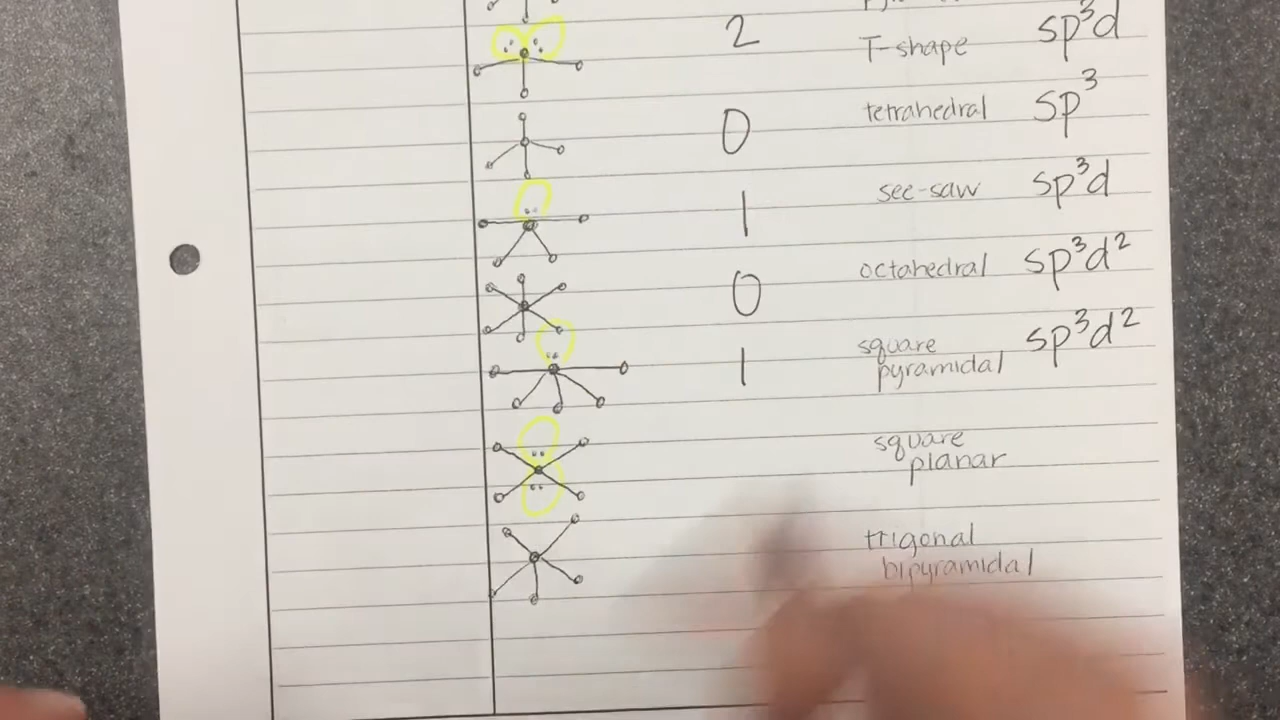 2 T-shape sp³d
0 tetrahedral sp³
1 see-saw sp³d
0 octahedral sp³d²
1 square pyramidal sp³d²
square
planar
trigonal
bipyramidal